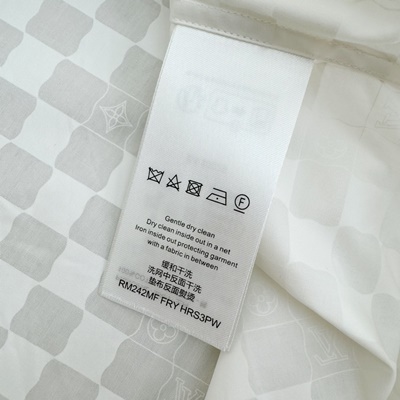 Gentle dry clean
Dry clean inside out in a net
Iron inside out protecting garment
with a fabric in between
缓和干洗
洗网中反面干洗
垫布反面熨烫
RM242MF FRY HRS3PW